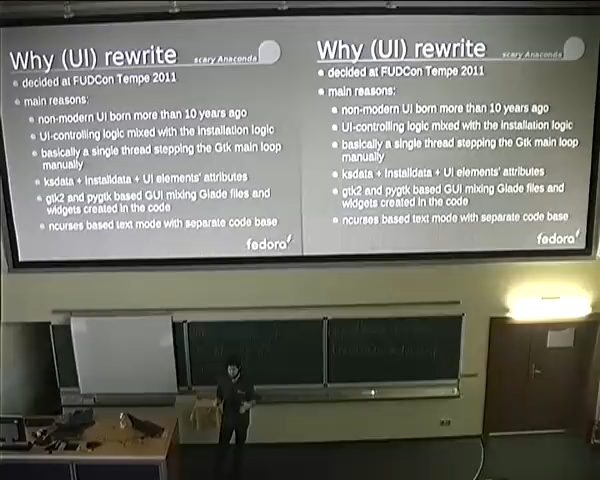 Why (UI) rewrite
scary Anaconda
decided at FUDCon Tempe 2011
main reasons:
non-modern UI born more than 10 years ago
UI-controlling logic mixed with the installation logic
basically a single thread stepping the Gtk main loop
manually
ksdata + Installdata + UI elements' attributes
gtk2 and pygtk based GUI mixing Glade files and
widgets created in the code
ncurses based text mode with separate code base
fedora
Why (UI) rewrite
scary Anaconda
decided at FUDCon Tempe 2011
main reasons:
non-modern UI born more than 10 years ago
UI-controlling logic mixed with the installation logic
basically a single thread stepping the Gtk main loop
manually
ksdata + Installdata + UI elements' attributes
gtk2 and pygtk based GUI mixing Glade files and
widgets created in the code
ncurses based text mode with separate code base
fedora